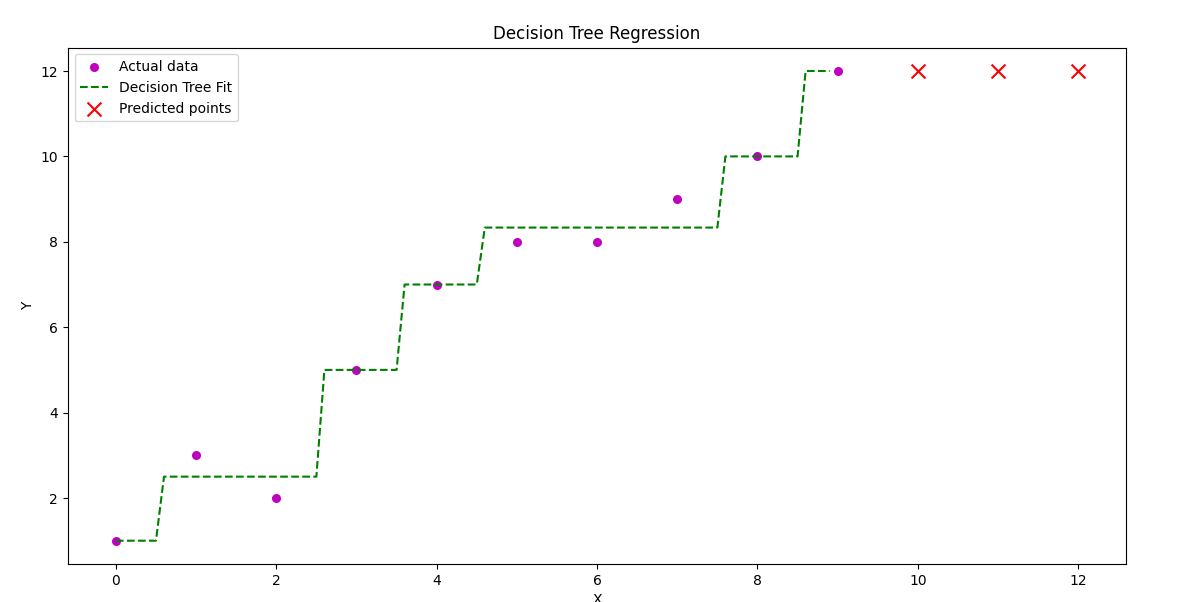 Decision Tree Regression
Actual data
Decision Tree Fit
Predicted points
12
10
8
6
4
2
Y
0 2 4 6 8 10 12
X